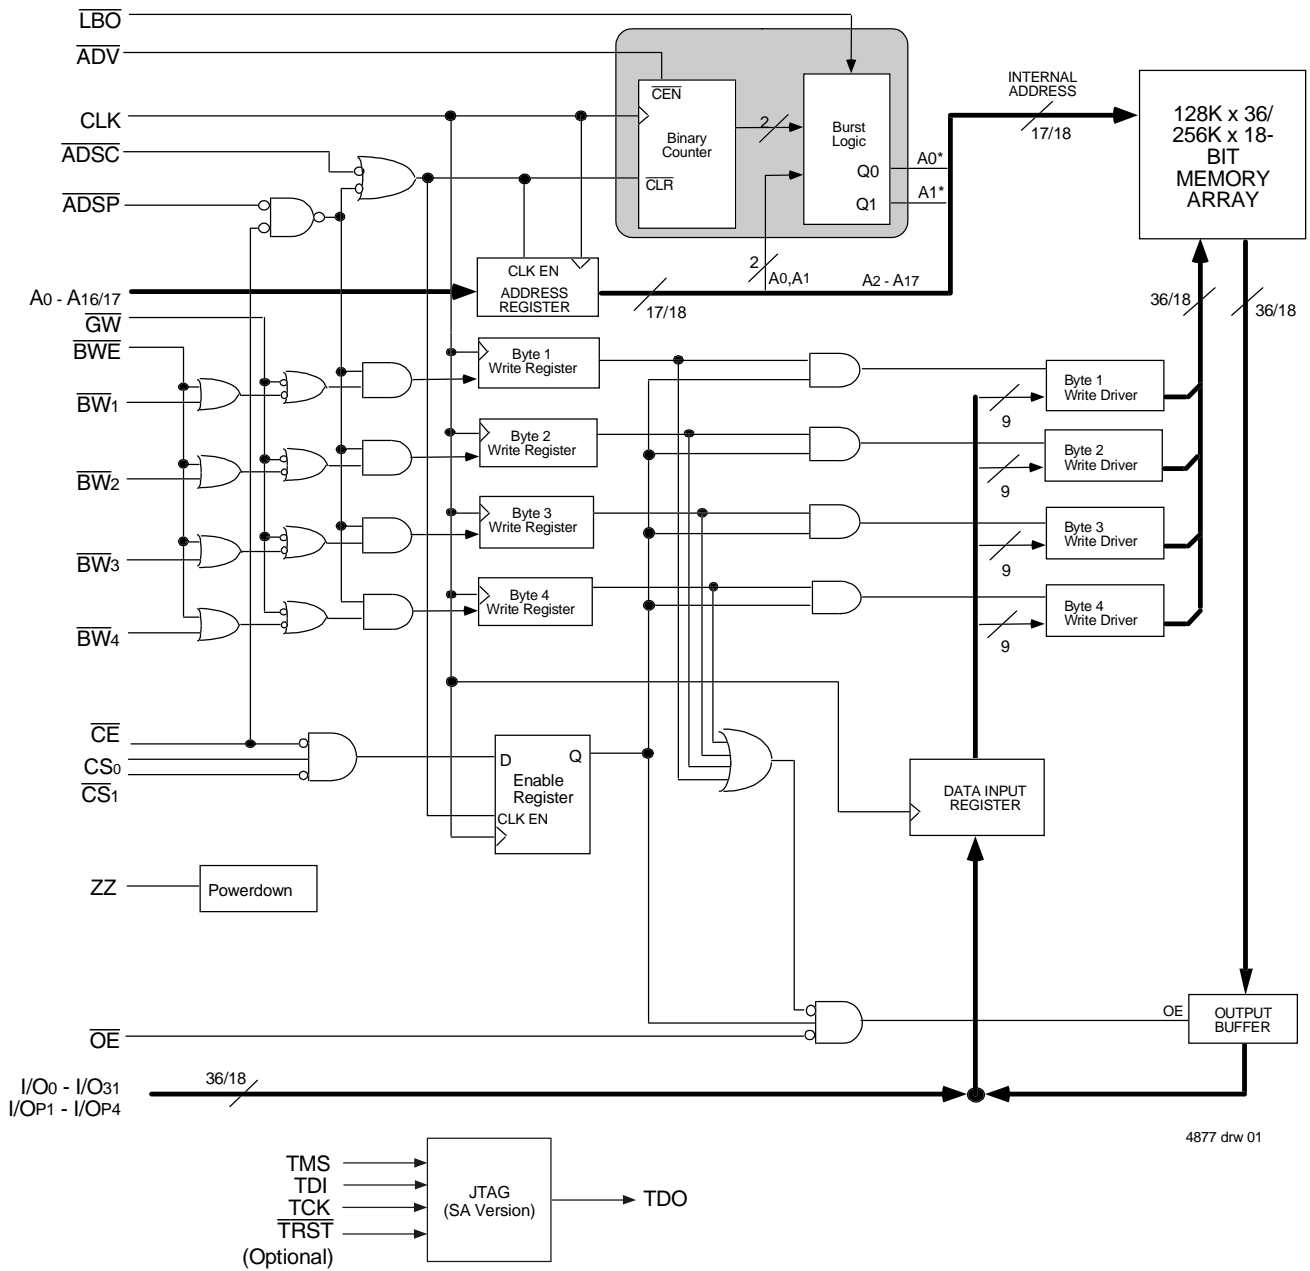 LBO
ADV
CLK
ADSC
ADSP
CEN
Binary
Counter
CLR
2
Burst
Logic
Q0
Q1
A0*
A1*
INTERNAL
ADDRESS
17/18
128K x 36/
256K x 18-
BIT
MEMORY
ARRAY
A0 - A16/17
CLK EN
ADDRESS
REGISTER
17/18
2
A0,A1
A2 - A17
36/18
36/18
GW
BWE
BW1
BW2
BW3
BW4
Byte 1
Write Register
Byte 2
Write Register
Byte 3
Write Register
Byte 4
Write Register
9
Byte 1
Write Driver
9
Byte 2
Write Driver
9
Byte 3
Write Driver
9
Byte 4
Write Driver
CE
CS0
CS1
D
Q
Enable
Register
CLK EN
DATA INPUT
REGISTER
ZZ
Powerdown
OE
OE
OUTPUT
BUFFER
I/O0 - I/O31
I/OP1 - I/OP4
36/18
4877 drw 01
TMS
TDI
TCK
TRST
(Optional)
JTAG
(SA Version)
TDO